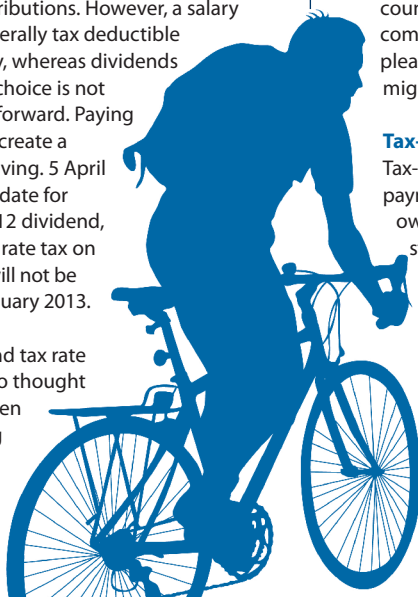 ributions. However, a salary
erally tax deductible
y, whereas dividends
choice is not
forward. Paying
create a
ving. 5 April
date for
12 dividend,
rate tax on
ill not be
uary 2013.
nd tax rate
o thought
en
g
coun
com
plea
mig
Tax-
Tax-
payr
ow
s